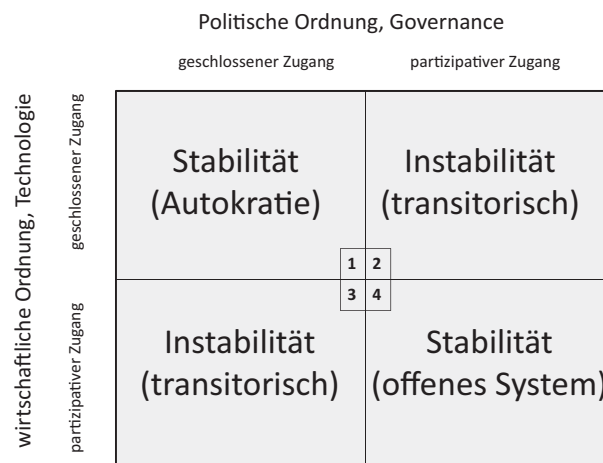 Politische Ordnung, Governance
geschlossener Zugang
partizipativer Zugang
wirtschaftliche Ordnung, Technologie
geschlossener Zugang
partizipativer Zugang
Stabilität
(Autokratie)
Instabilität
(transitorisch)
1
2
3
4
Instabilität
(transitorisch)
Stabilität
(offenes System)